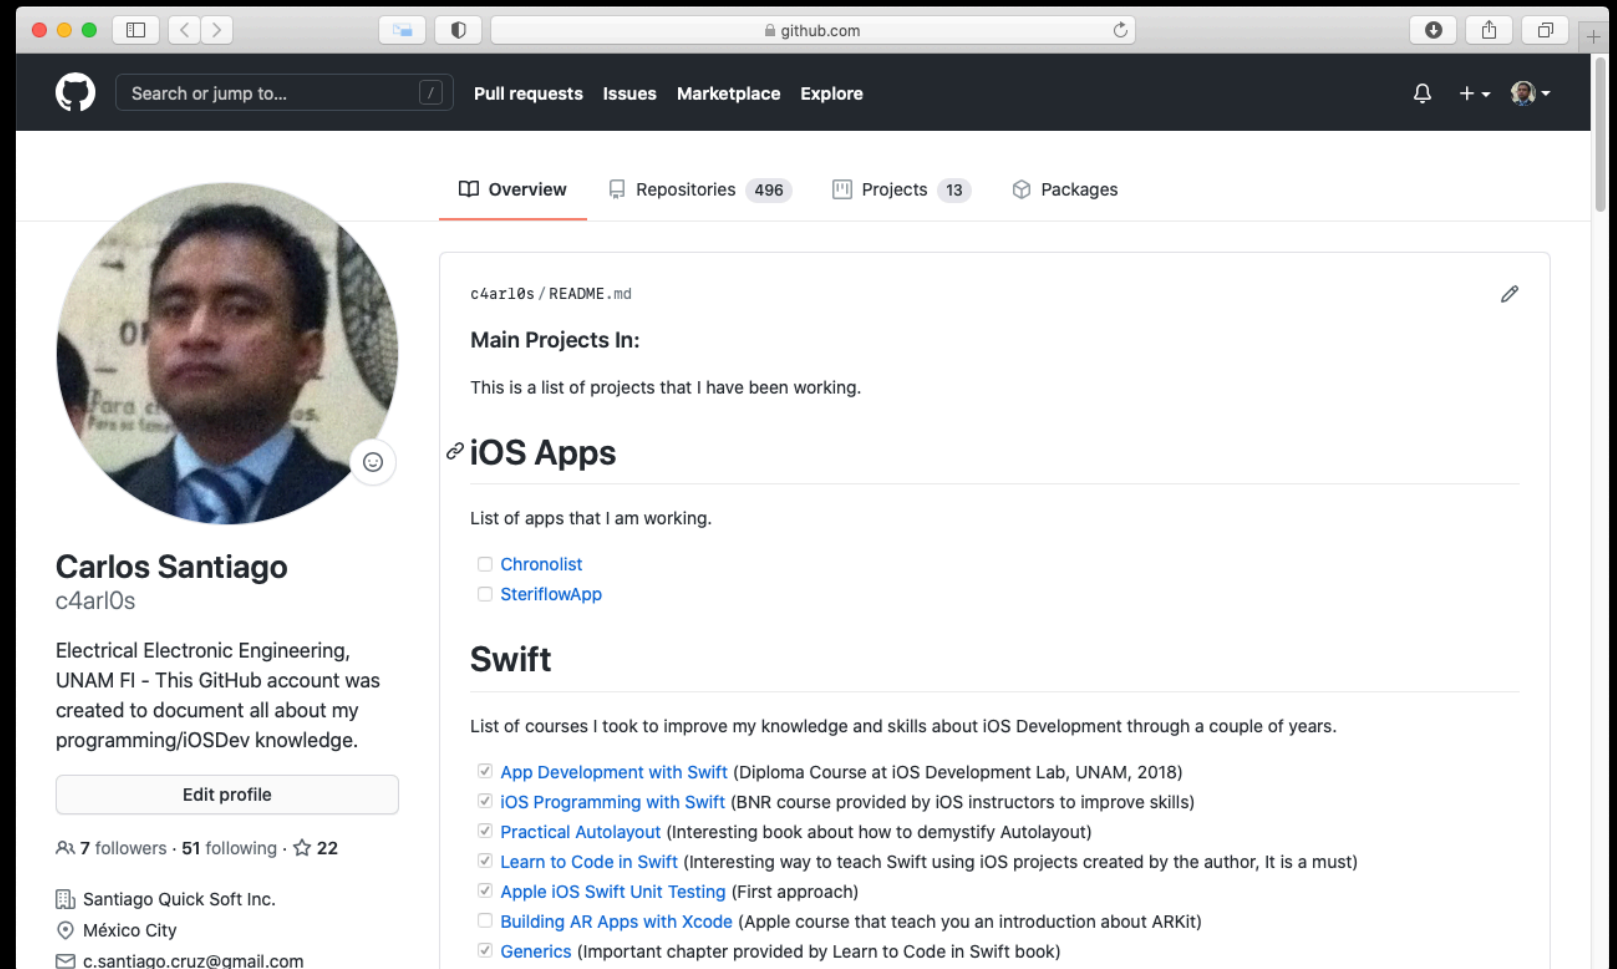 github.com
Search or jump to...
/
Pull requests
Issues
Marketplace
Explore
Overview
Repositories 496
Projects 13
Packages
Para
os.
Carlos Santiago
c4arl0s
Electrical Electronic Engineering,
UNAM FI - This GitHub account was
created to document all about my
programming/iOSDev knowledge.
Edit profile
7 followers · 51 following · 22
Santiago Quick Soft Inc.
México City
c.santiago.cruz@gmail.com
c4arl0s/README.md
Main Projects In:
This is a list of projects that I have been working.
iOS Apps
List of apps that I am working.
Chronolist
SteriflowApp
Swift
List of courses I took to improve my knowledge and skills about iOS Development through a couple of years.
App Development with Swift (Diploma Course at iOS Development Lab, UNAM, 2018)
iOS Programming with Swift (BNR course provided by iOS instructors to improve skills)
Practical Autolayout (Interesting book about how to demystify Autolayout)
Learn to Code in Swift (Interesting way to teach Swift using iOS projects created by the author, It is a must)
Apple iOS Swift Unit Testing (First approach)
Building AR Apps with Xcode (Apple course that teach you an introduction about ARKit)
Generics (Important chapter provided by Learn to Code in Swift book)